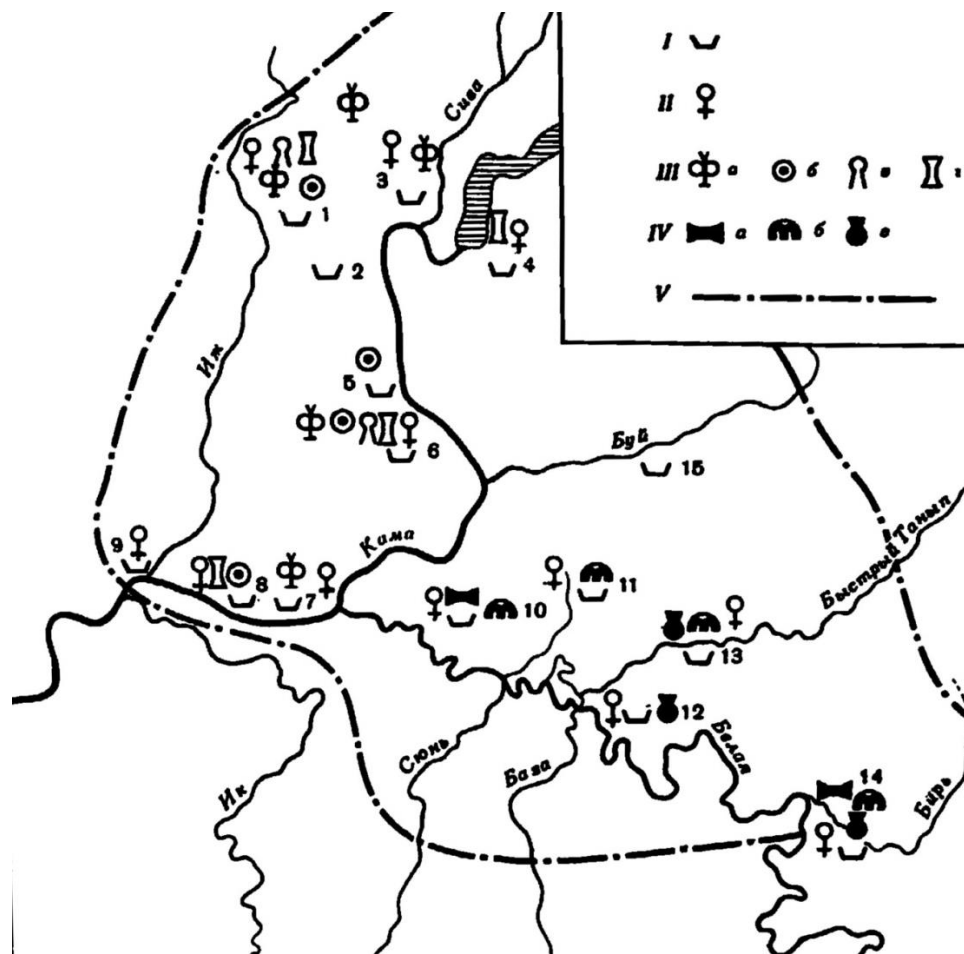 I
II
III а б в г
IV а б в
V
Сива
3
1
2
4
Иж
5
6
Буй
15
Быстрый Танып
Кама
9
8
7
10
11
13
12
Белая
Сюнь
База
Ик
14
Бирь